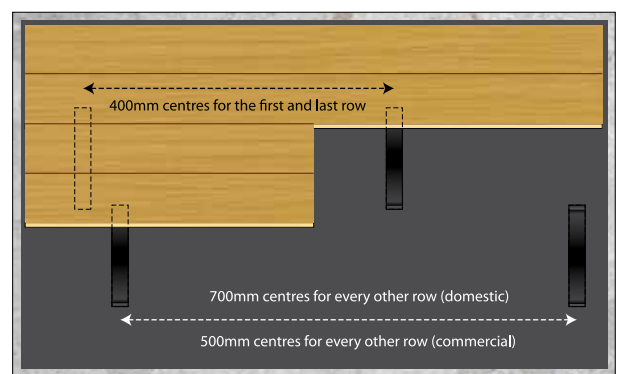 400mm centres for the first and last row
700mm centres for every other row (domestic)
500mm centres for every other row (commercial)